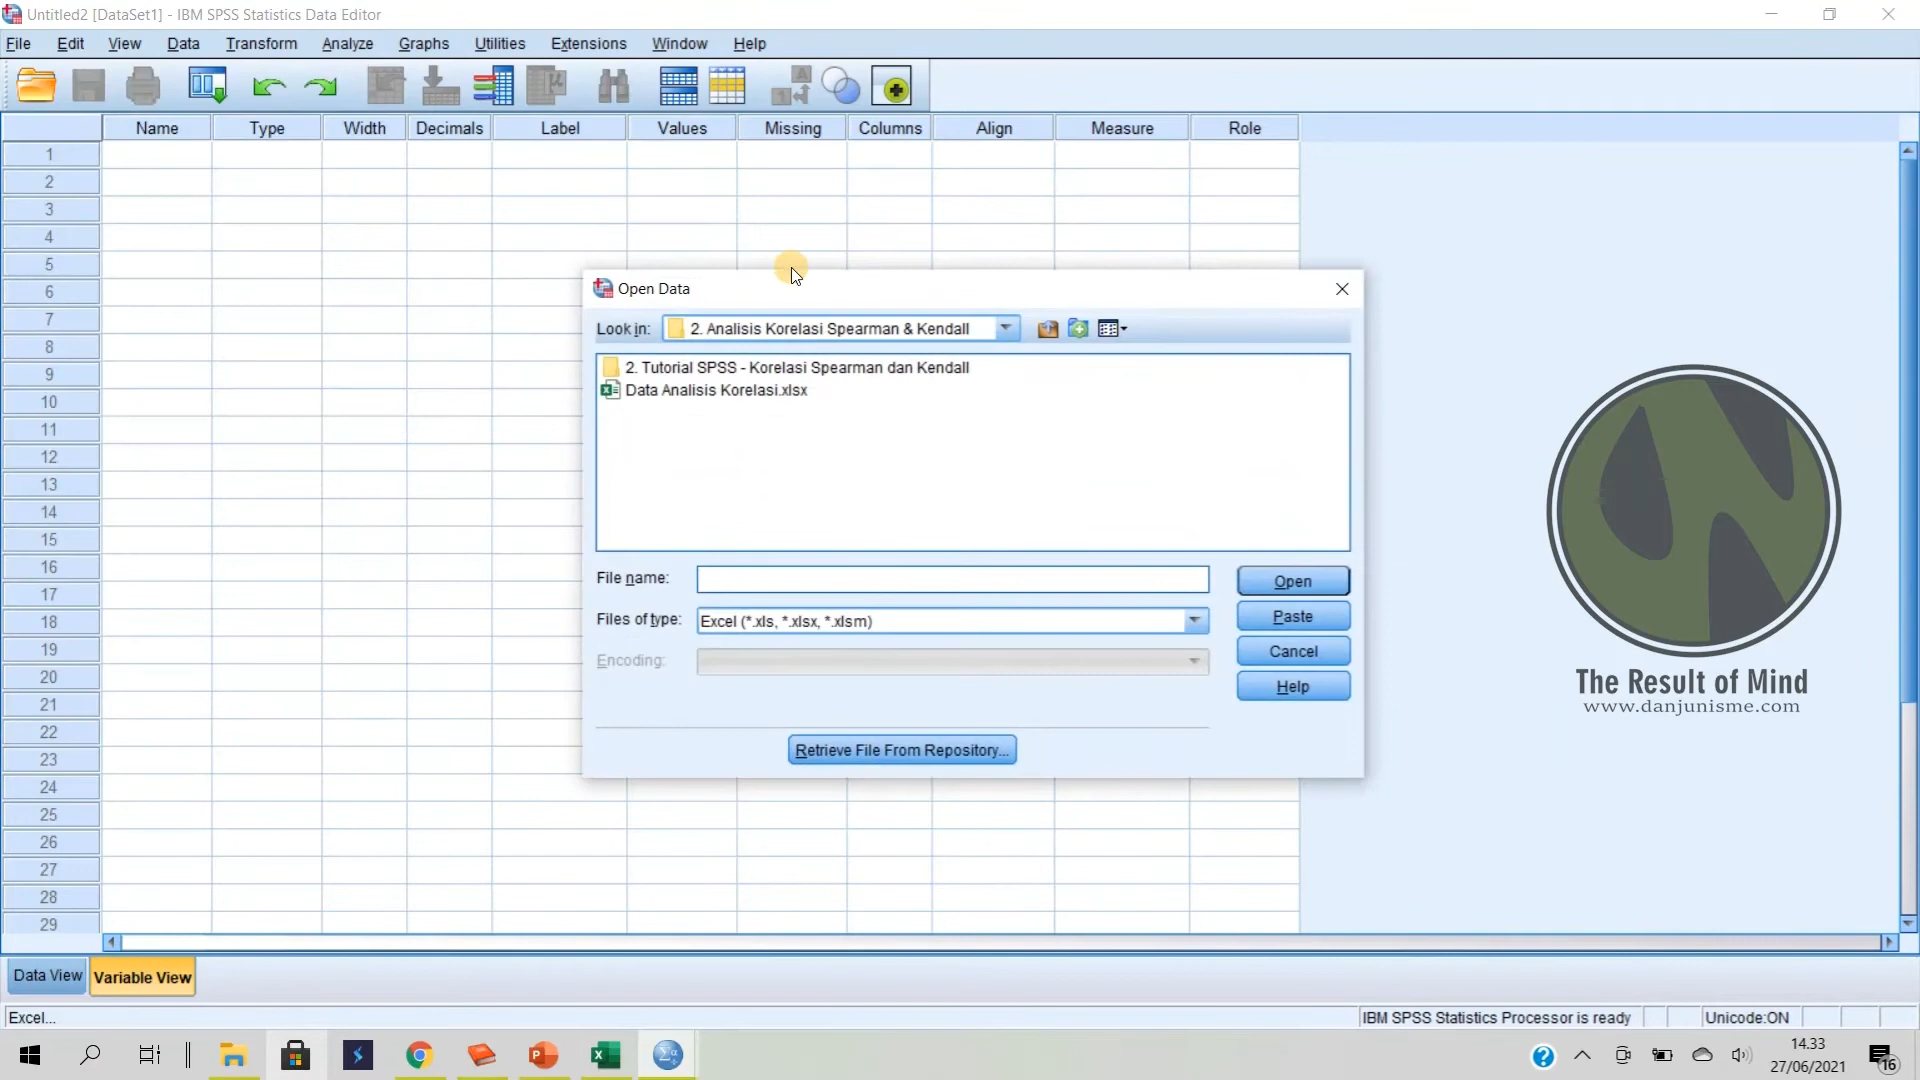 Untitled2 [DataSet1] - IBM SPSS Statistics Data Editor
File Edit View Data Transform Analyze Graphs Utilities Extensions Window Help
Name Type Width Decimals Label Values Missing Columns Align Measure Role
1
2
3
4
5
6
7
8
9
10
11
12
13
14
15
16
17
18
19
20
21
22
23
24
25
26
27
28
29
Open Data
Look in: 2. Analisis Korelasi Spearman & Kendall
2. Tutorial SPSS - Korelasi Spearman dan Kendall
Data Analisis Korelasi.xlsx
File name:
Open
Files of type: Excel (*.xls, *.xlsx, *.xlsm)
Paste
Encoding:
Cancel
Help
Retrieve File From Repository...
The Result of Mind
www.danjunisme.com
Data View Variable View
Excel... IBM SPSS Statistics Processor is ready Unicode:ON
14.33
27/06/2021
16